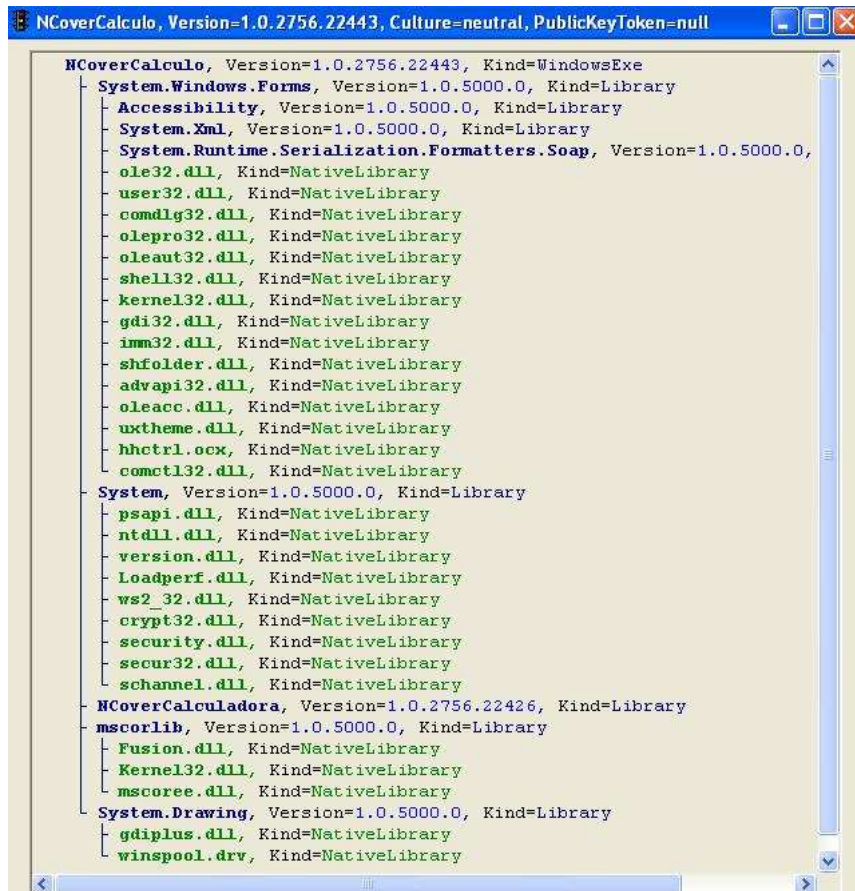 NCoverCalculo, Version=1.0.2756.22443, Culture=neutral, PublicKeyToken=null
NCoverCalculo, Version=1.0.2756.22443, Kind=WindowsExe
System.Windows.Forms, Version=1.0.5000.0, Kind=Library
Accessibility, Version=1.0.5000.0, Kind=Library
System.Xml, Version=1.0.5000.0, Kind=Library
System.Runtime.Serialization.Formatters.Soap, Version=1.0.5000.0,
ole32.dll, Kind=NativeLibrary
user32.dll, Kind=NativeLibrary
comdlg32.dll, Kind=NativeLibrary
olepro32.dll, Kind=NativeLibrary
oleaut32.dll, Kind=NativeLibrary
shell32.dll, Kind=NativeLibrary
kernel32.dll, Kind=NativeLibrary
gdi32.dll, Kind=NativeLibrary
imm32.dll, Kind=NativeLibrary
shfolder.dll, Kind=NativeLibrary
advapi32.dll, Kind=NativeLibrary
oleacc.dll, Kind=NativeLibrary
uxtheme.dll, Kind=NativeLibrary
hhctrl.ocx, Kind=NativeLibrary
comctl32.dll, Kind=NativeLibrary
System, Version=1.0.5000.0, Kind=Library
psapi.dll, Kind=NativeLibrary
ntdll.dll, Kind=NativeLibrary
version.dll, Kind=NativeLibrary
Loadperf.dll, Kind=NativeLibrary
ws2_32.dll, Kind=NativeLibrary
crypt32.dll, Kind=NativeLibrary
security.dll, Kind=NativeLibrary
secur32.dll, Kind=NativeLibrary
schannel.dll, Kind=NativeLibrary
NCoverCalculadora, Version=1.0.2756.22426, Kind=Library
mscorlib, Version=1.0.5000.0, Kind=Library
Fusion.dll, Kind=NativeLibrary
Kernel32.dll, Kind=NativeLibrary
mscoree.dll, Kind=NativeLibrary
System.Drawing, Version=1.0.5000.0, Kind=Library
gdiplus.dll, Kind=NativeLibrary
winspool.drv, Kind=NativeLibrary